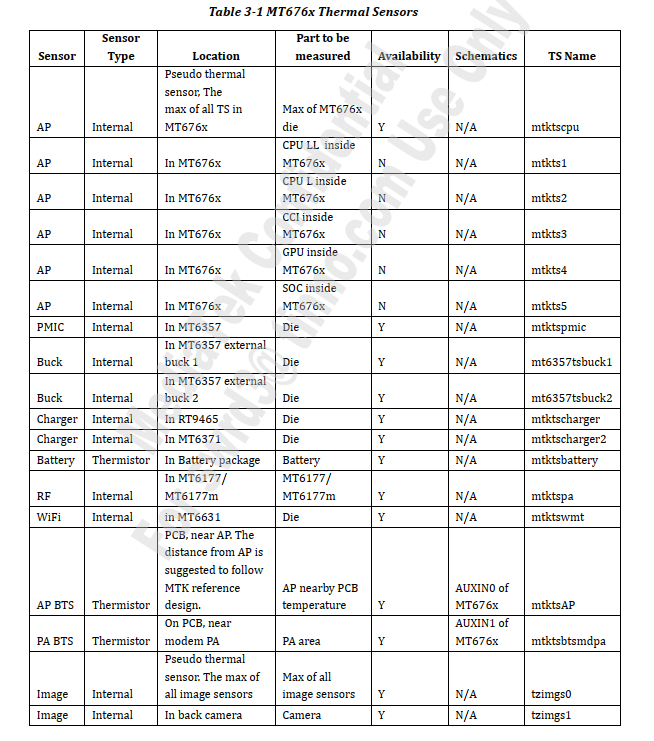 Table 3-1 MT676x Thermal Sensors
Sensor Sensor Type Location Part to be measured Availability Schematics TS Name
AP Internal Pseudo thermal sensor, The max of all TS in MT676x Max of MT676x die Y N/A mtktscpu
AP Internal In MT676x CPU LL inside MT676x N N/A mtkts1
AP Internal In MT676x CPU L inside MT676x N N/A mtkts2
AP Internal In MT676x CCI inside MT676x N N/A mtkts3
AP Internal In MT676x GPU inside MT676x N N/A mtkts4
AP Internal In MT676x SOC inside MT676x N N/A mtkts5
PMIC Internal In MT6357 Die Y N/A mtktspmic
Buck Internal In MT6357 external buck 1 Die Y N/A mt6357tsbuck1
Buck Internal In MT6357 external buck 2 Die Y N/A mt6357tsbuck2
Charger Internal In RT9465 Die Y N/A mtktscharger
Charger Internal In MT6371 Die Y N/A mtktscharger2
Battery Thermistor In Battery package Battery Y N/A mtktsbattery
RF Internal In MT6177/ MT6177m MT6177/ MT6177m Y N/A mtktspa
WiFi Internal in MT6631 Die Y N/A mtktswmt
AP BTS Thermistor PCB, near AP. The distance from AP is suggested to follow MTK reference design. AP nearby PCB temperature Y AUXIN0 of MT676x mtktsAP
PA BTS Thermistor On PCB, near modem PA PA area Y AUXIN1 of MT676x mtktsbtsmdpa
Image Internal Pseudo thermal sensor. The max of all image sensors Max of all image sensors Y N/A tzimgs0
Image Internal In back camera Camera Y N/A tzimgs1
MediaTek Confidential
Use Only